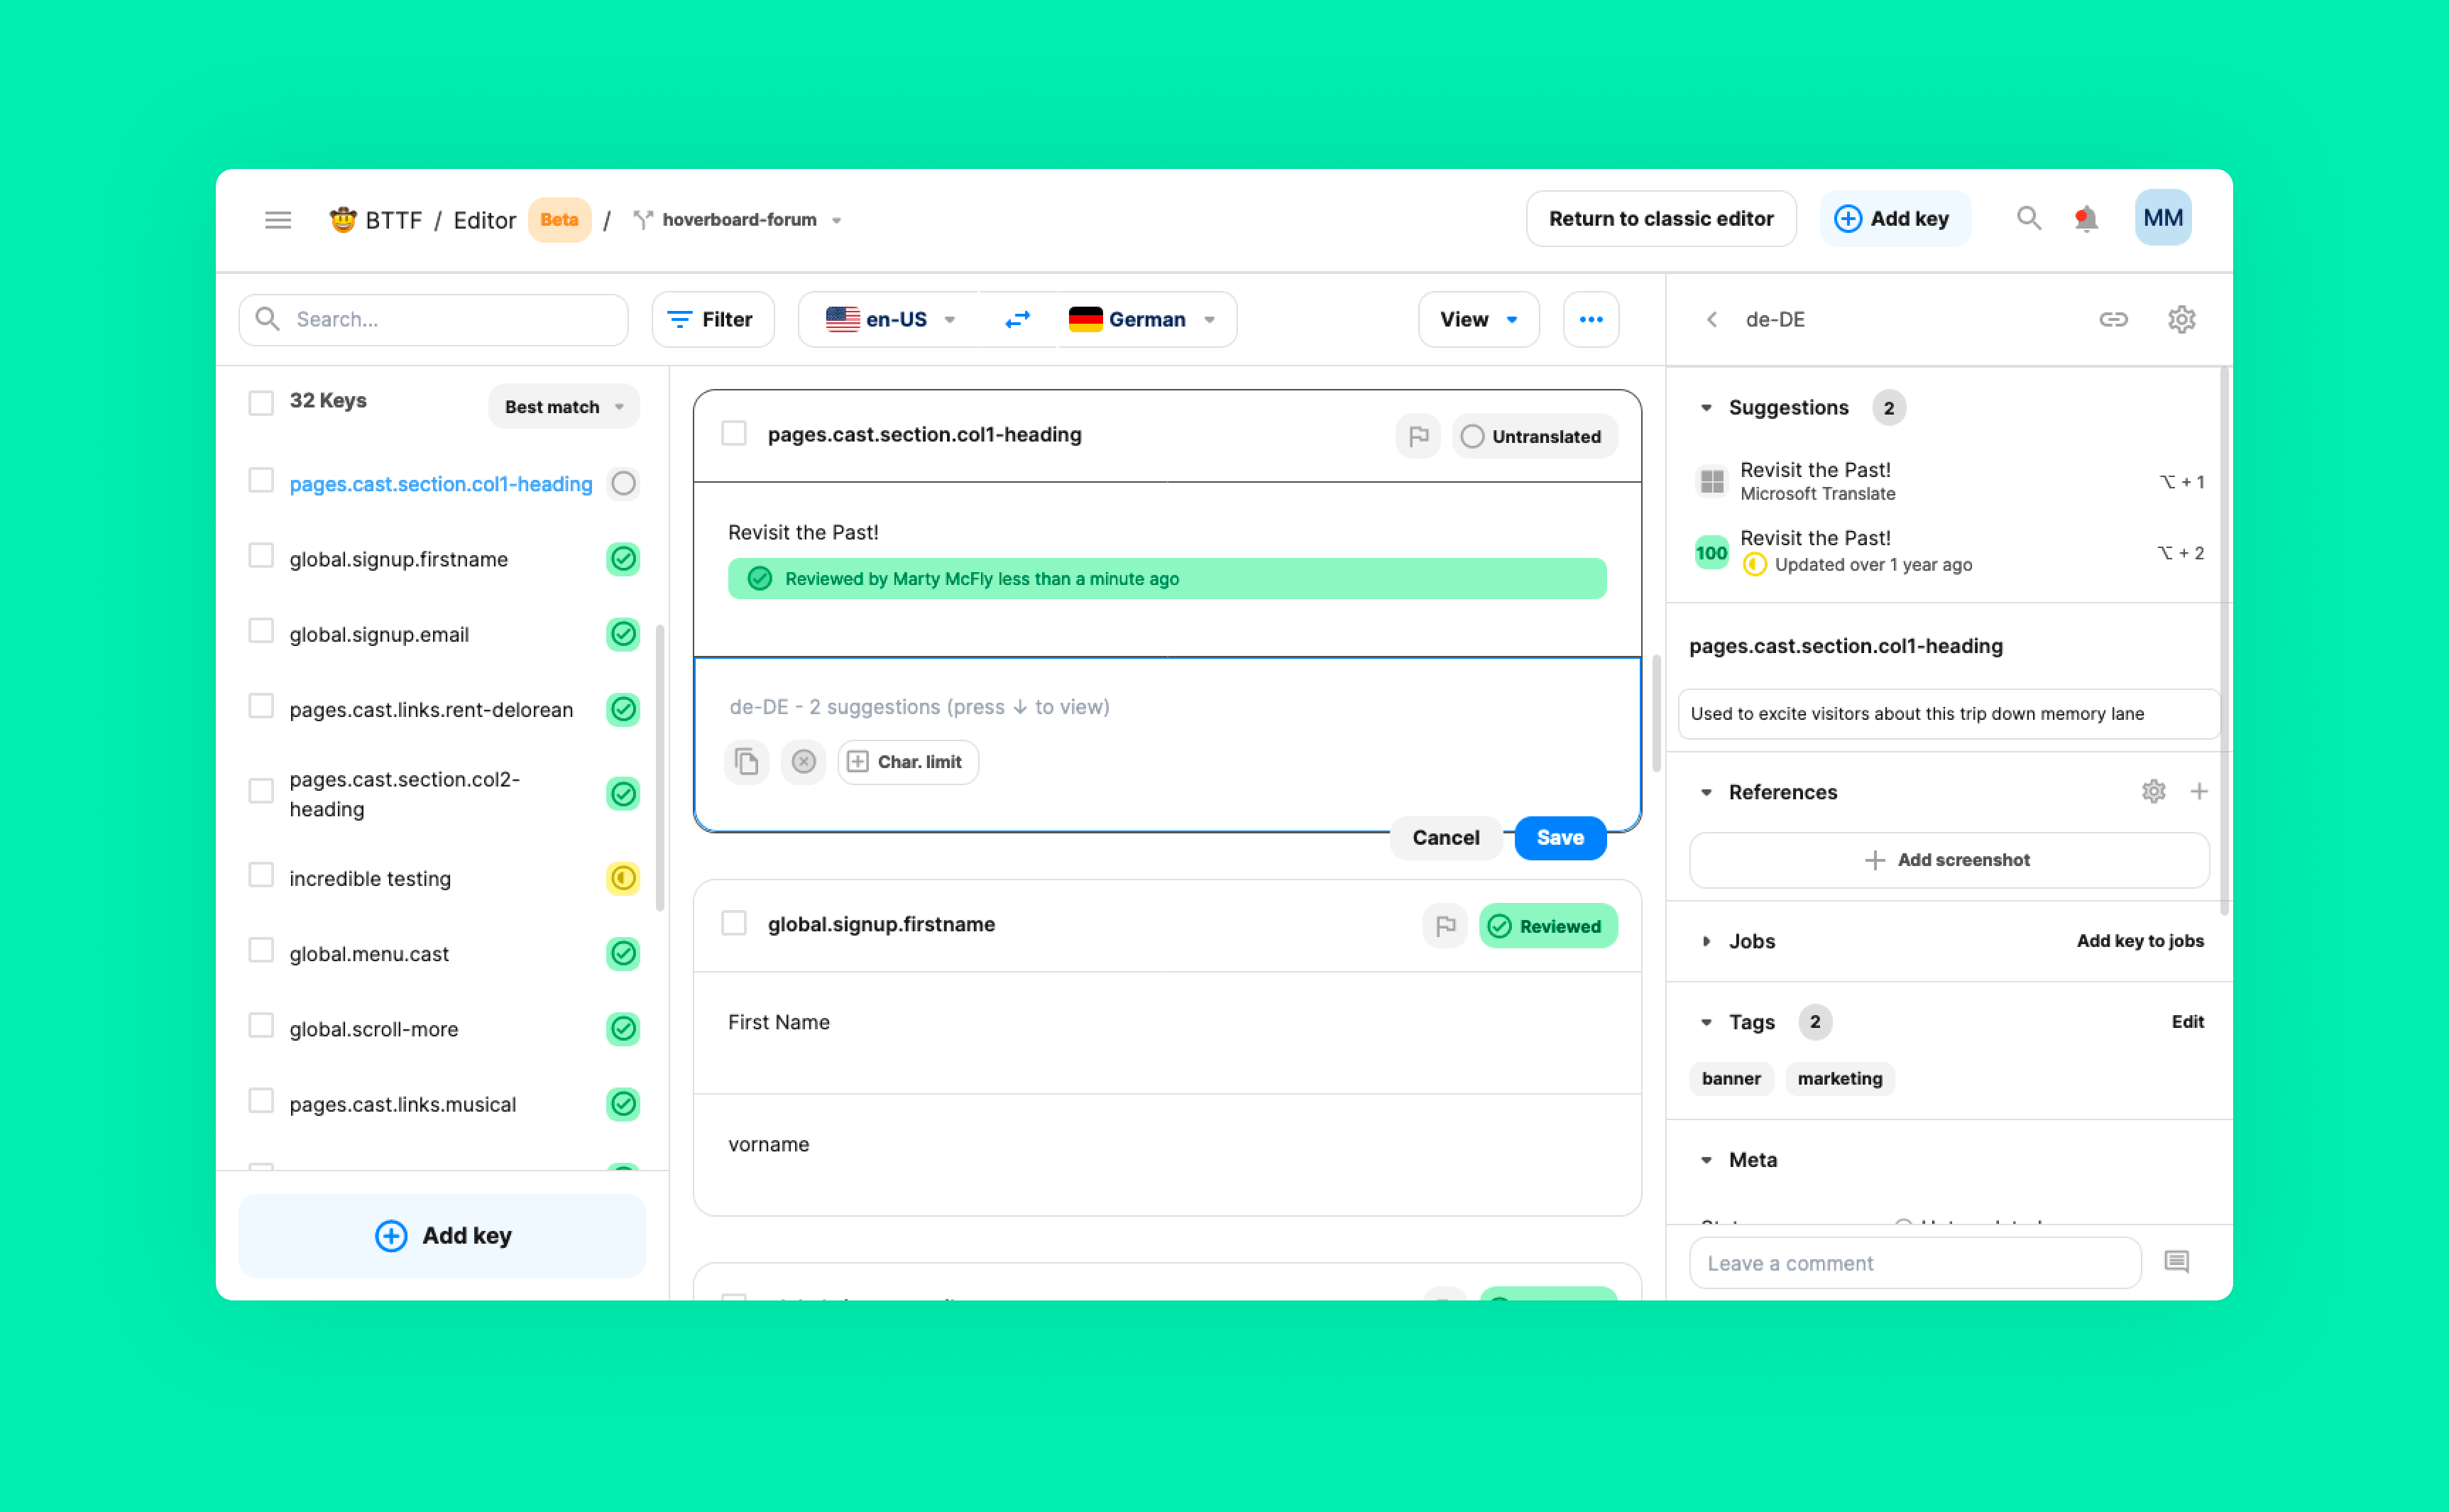 BTTF / Editor Beta / hoverboard-forum
Return to classic editor
Add key
MM
Search...
Filter
en-US
German
View
de-DE
32 Keys
Best match
pages.cast.section.col1-heading
global.signup.firstname
global.signup.email
pages.cast.links.rent-delorean
pages.cast.section.col2-
heading
incredible testing
global.menu.cast
global.scroll-more
pages.cast.links.musical
Add key
pages.cast.section.col1-heading
Untranslated
Revisit the Past!
Reviewed by Marty McFly less than a minute ago
de-DE - 2 suggestions (press ↓ to view)
Char. limit
Cancel
Save
global.signup.firstname
Reviewed
First Name
vorname
Suggestions 2
Revisit the Past!
Microsoft Translate
⌥ + 1
100
Revisit the Past!
Updated over 1 year ago
⌥ + 2
pages.cast.section.col1-heading
Used to excite visitors about this trip down memory lane
References
Add screenshot
Jobs
Add key to jobs
Tags 2
Edit
banner
marketing
Meta
Leave a comment